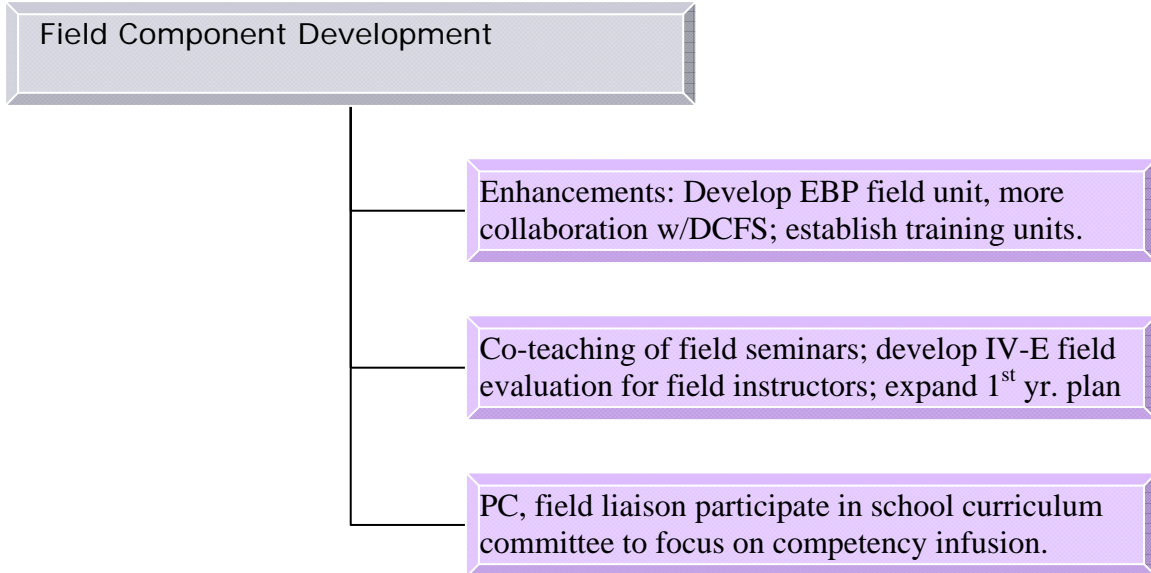 Field Component Development
Enhancements: Develop EBP field unit, more
collaboration w/DCFS; establish training units.
Co-teaching of field seminars; develop IV-E field
evaluation for field instructors; expand 1st yr. plan
PC, field liaison participate in school curriculum
committee to focus on competency infusion.